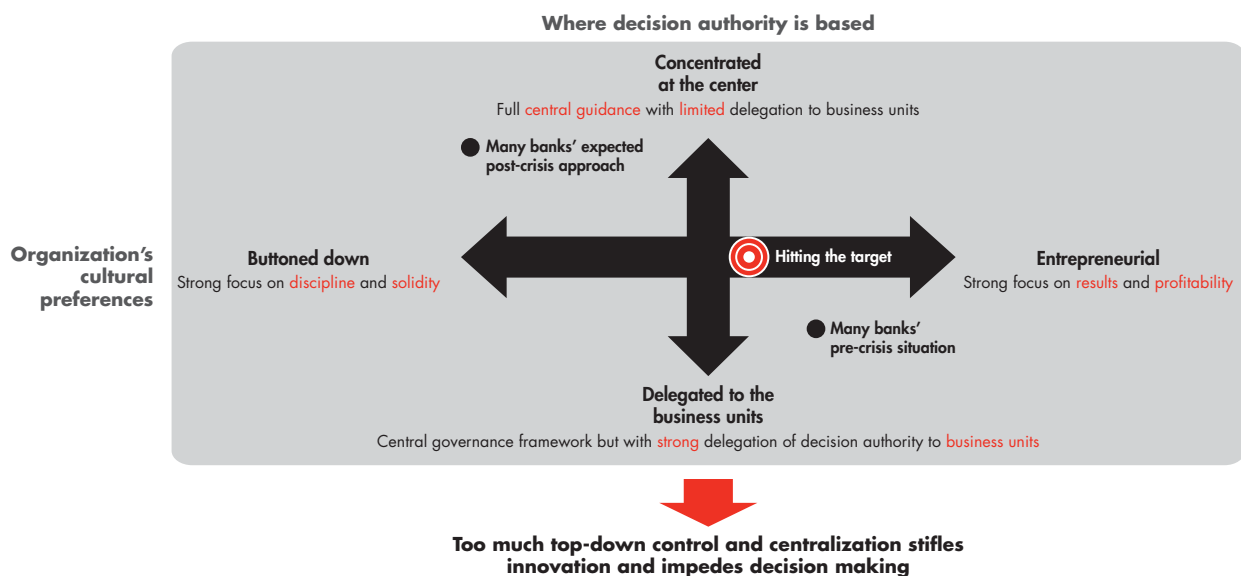 Where decision authority is based
Concentrated
at the center
Full central guidance with limited delegation to business units
Many banks’ expected
post-crisis approach
Organization’s
cultural
preferences
Buttoned down
Strong focus on discipline and solidity
Hitting the target
Entrepreneurial
Strong focus on results and profitability
Many banks’
pre-crisis situation
Delegated to the
business units
Central governance framework but with strong delegation of decision authority to business units
Too much top-down control and centralization stifles
innovation and impedes decision making